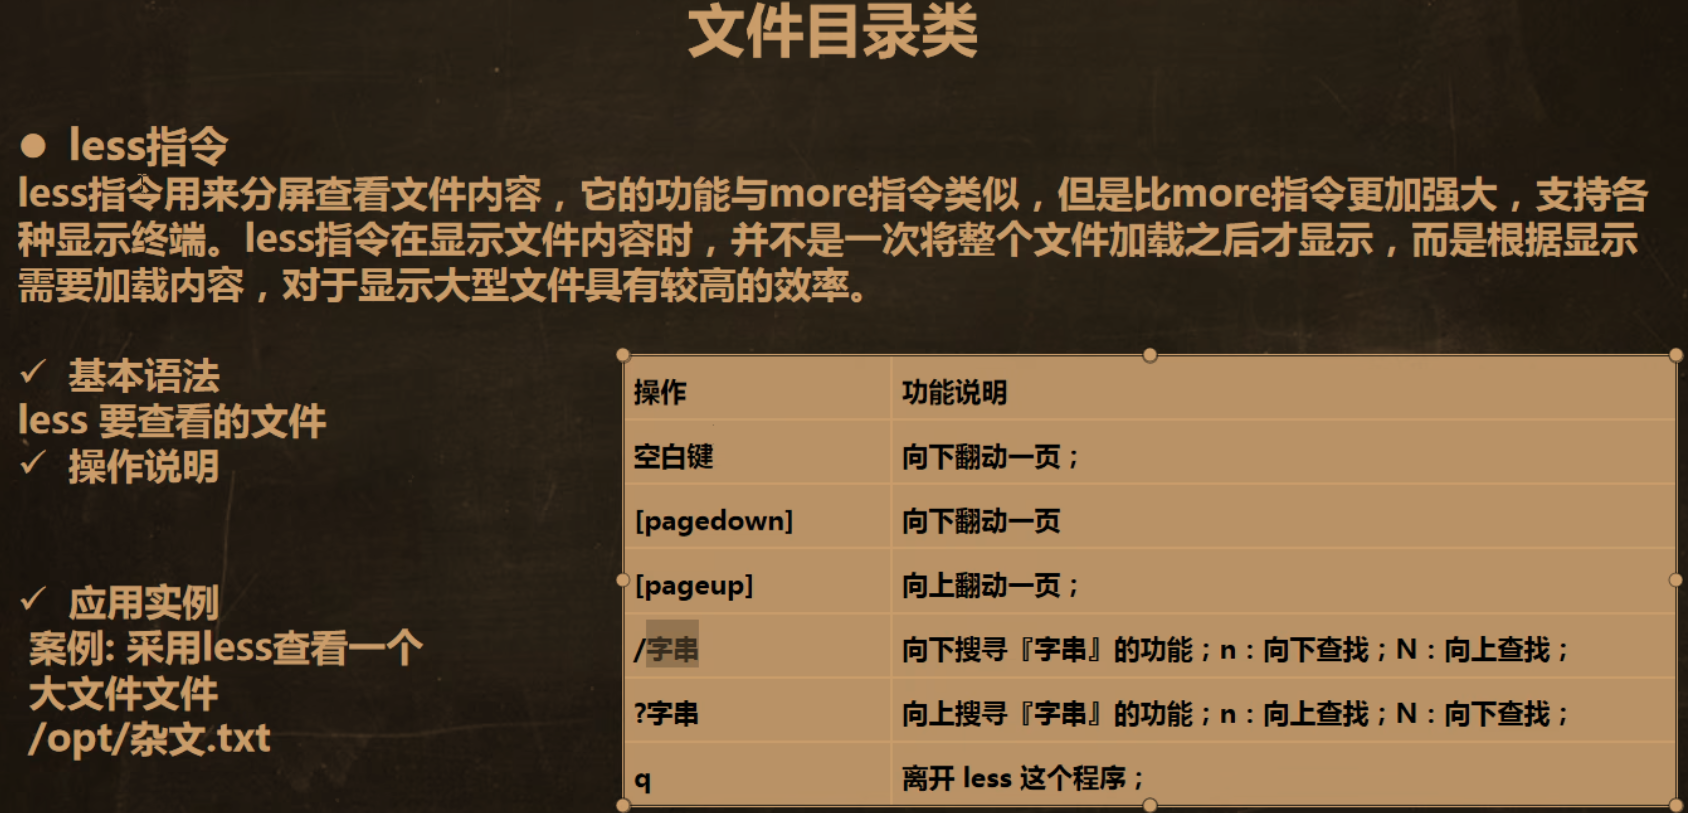 文件目录类
● less指令
less指令用来分屏查看文件内容，它的功能与more指令类似，但是比more指令更加强大，支持各
种显示终端。less指令在显示文件内容时，并不是一次将整个文件加载之后才显示，而是根据显示
需要加载内容，对于显示大型文件具有较高的效率。
✓ 基本语法
less 要查看的文件
✓ 操作说明
✓ 应用实例
案例: 采用less查看一个
大文件文件
/opt/杂文.txt
操作 功能说明
空白键 向下翻动一页；
[pagedown] 向下翻动一页
[pageup] 向上翻动一页；
/字串 向下搜寻『字串』的功能；n：向下查找；N：向上查找；
?字串 向上搜寻『字串』的功能；n：向上查找；N：向下查找；
q 离开 less 这个程序；